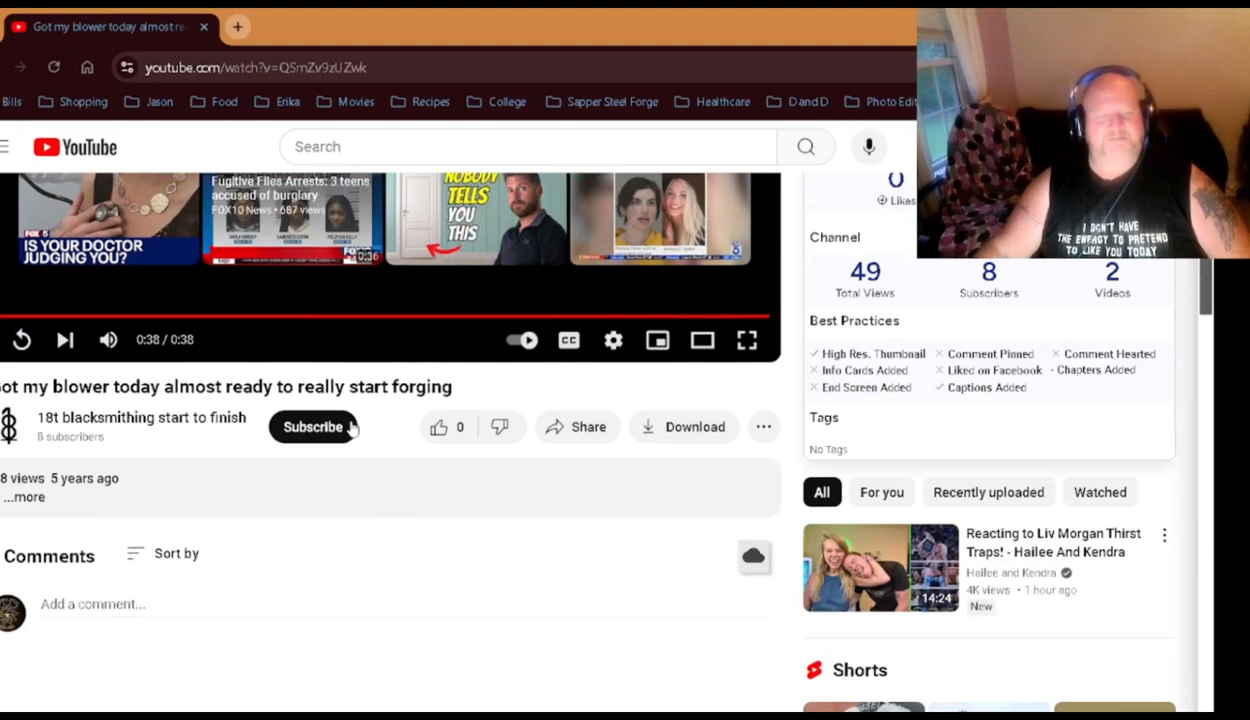 Got my blower today almost re
youtube.com/watch?v=QSmZv9zUZwk
Bills Shopping Jason Food Erika Movies Recipes College Sapper Steel Forge Healthcare D and D Photo Edit
YouTube
Search
FOX 5
IS YOUR DOCTOR
JUDGING YOU?
Fugitive Files Arrests: 3 teens
accused of burglary
FOX10 News • 687 views
0:36
NOBODY
TELLS
YOU
THIS
I DON'T HAVE
THE ENERGY TO PRETEND
TO LIKE YOU TODAY
0
Likes
Channel
49 8 2
Total Views Subscribers Videos
Best Practices
High Res. Thumbnail Comment Pinned Comment Hearted
Info Cards Added Liked on Facebook - Chapters Added
End Screen Added Captions Added
Tags
No Tags
0:38 / 0:38
CC
ot my blower today almost ready to really start forging
18t blacksmithing start to finish
8 subscribers
Subscribe
0
Share
Download
8 views 5 years ago
...more
Comments
Sort by
Add a comment...
All For you Recently uploaded Watched
Reacting to Liv Morgan Thirst
Traps! - Hailee And Kendra
Hailee and Kendra
4K views • 1 hour ago
New
14:24
Shorts